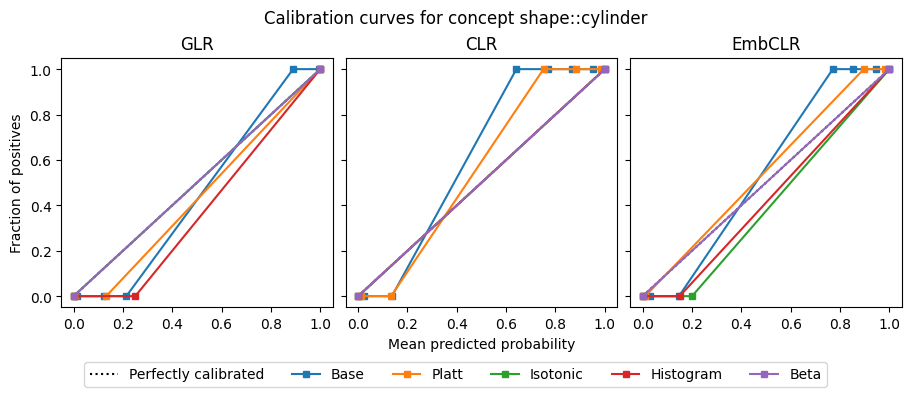 Calibration curves for concept shape::cylinder
GLR
CLR
EmbCLR
Fraction of positives
1.0
0.8
0.6
0.4
0.2
0.0
0.0 0.2 0.4 0.6 0.8 1.0
0.0 0.2 0.4 0.6 0.8 1.0
0.0 0.2 0.4 0.6 0.8 1.0
Mean predicted probability
Perfectly calibrated Base Platt Isotonic Histogram Beta